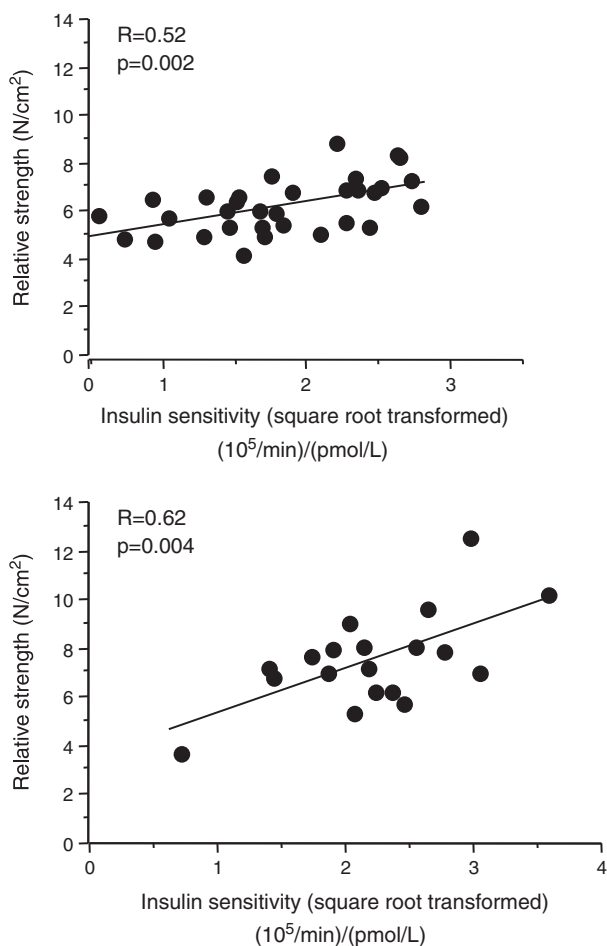 14
12
10
8
6
4
2
0
R=0.52
p=0.002
Relative strength (N/cm²)
0 1 2 3
Insulin sensitivity (square root transformed)
(10⁵/min)/(pmol/L)
14
12
10
8
6
4
2
0
R=0.62
p=0.004
Relative strength (N/cm²)
0 1 2 3 4
Insulin sensitivity (square root transformed)
(10⁵/min)/(pmol/L)